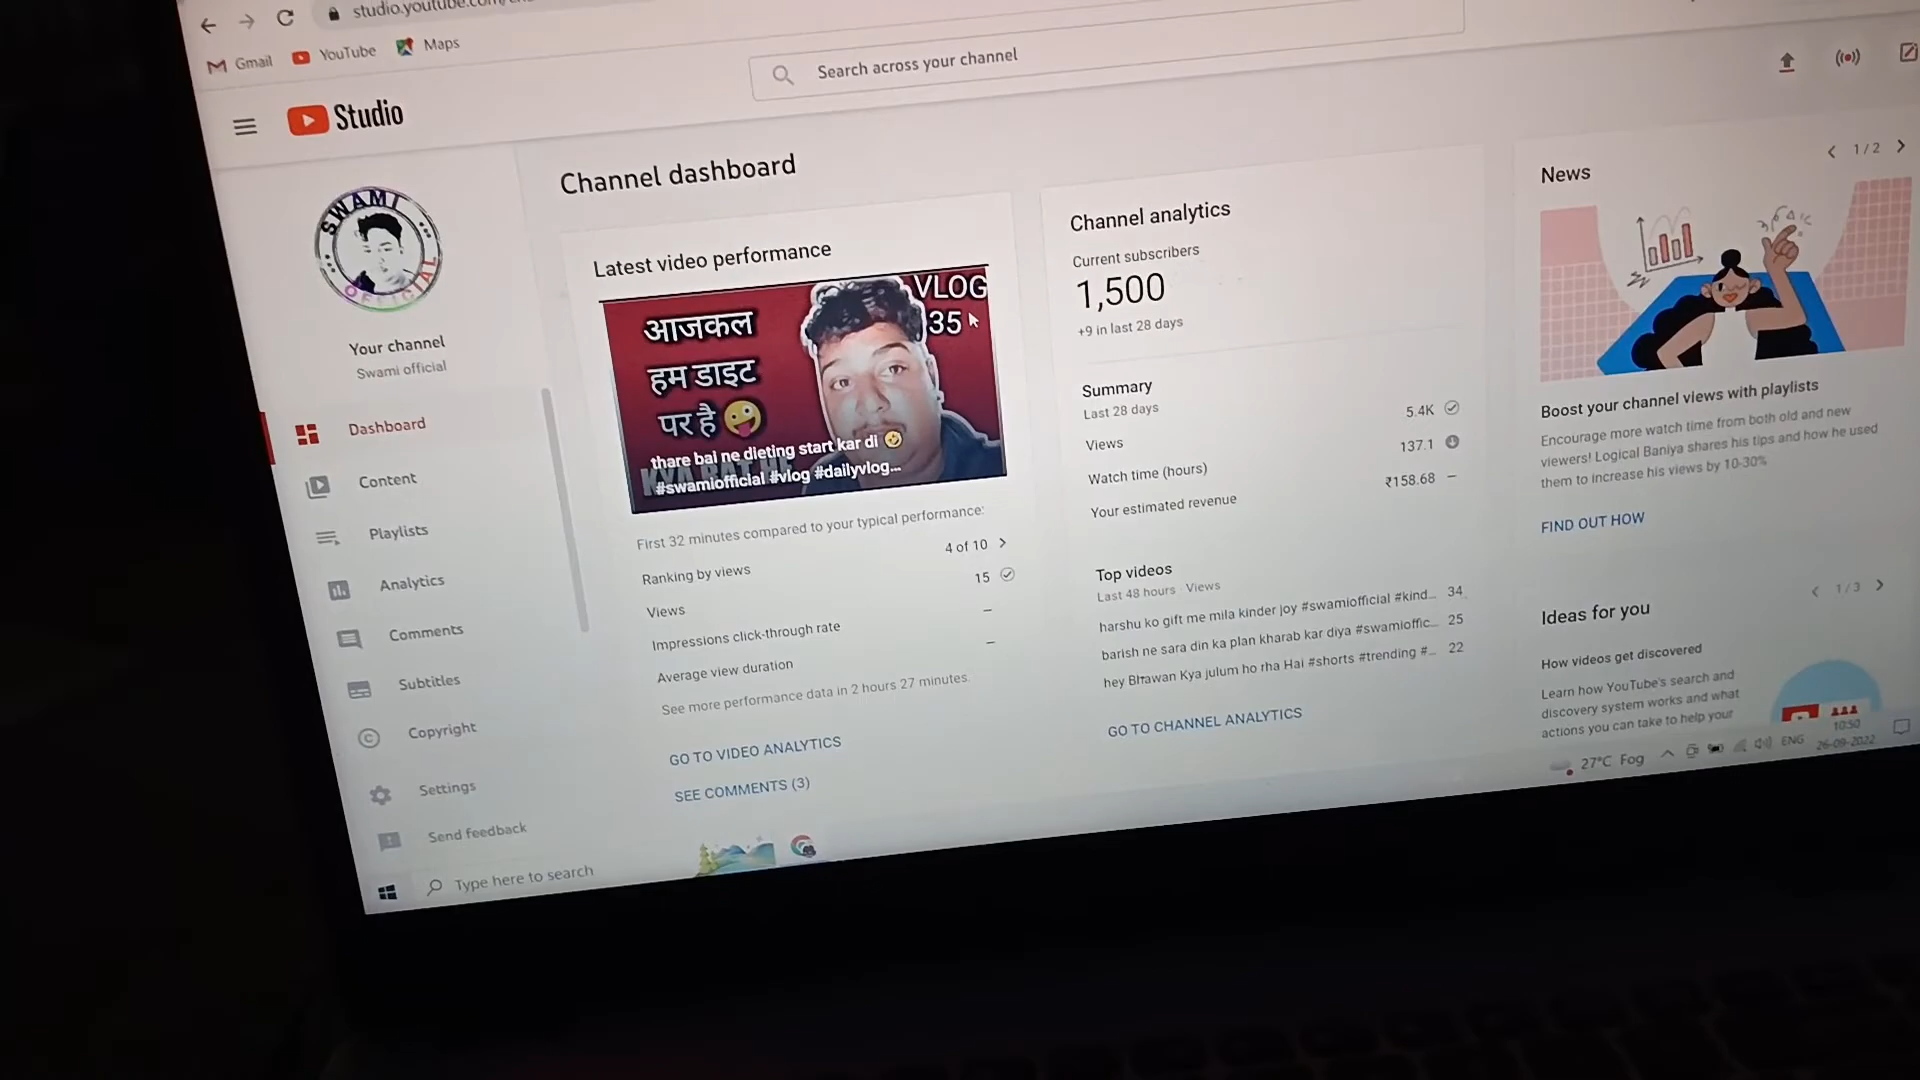 studio.youtube.com
Gmail
YouTube
Maps
Search across your channel
Studio
SWAMI
OFFICIAL
Your channel
Swami official
Dashboard
Content
Playlists
Analytics
Comments
Subtitles
Copyright
Settings
Send feedback
Channel dashboard
Latest video performance
VLOG
35
आजकल
हम डाइट
पर है 🤪
thare bai ne dieting start kar di 🤣
#swamiofficial #vlog #dailyvlog...
First 32 minutes compared to your typical performance:
Ranking by views 4 of 10
Views 15
Impressions click-through rate –
Average view duration –
See more performance data in 2 hours 27 minutes.
GO TO VIDEO ANALYTICS
SEE COMMENTS (3)
Channel analytics
Current subscribers
1,500
+9 in last 28 days
Summary
Last 28 days
Views 5.4K
Watch time (hours) 137.1
Your estimated revenue ₹158.68 –
Top videos
Last 48 hours · Views
harshu ko gift me mila kinder joy #swamiofficial #kind... 34
barish ne sara din ka plan kharab kar diya #swamioffic... 25
hey Bhawan Kya julum ho rha Hai #shorts #trending #... 22
GO TO CHANNEL ANALYTICS
News
1 / 2
Boost your channel views with playlists
Encourage more watch time from both old and new
viewers! Logical Baniya shares his tips and how he used
them to increase his views by 10-30%
FIND OUT HOW
Ideas for you
1 / 3
How videos get discovered
Learn how YouTube's search and
discovery system works and what
actions you can take to help your
Type here to search
27°C Fog
ENG
10:50
26-09-2022